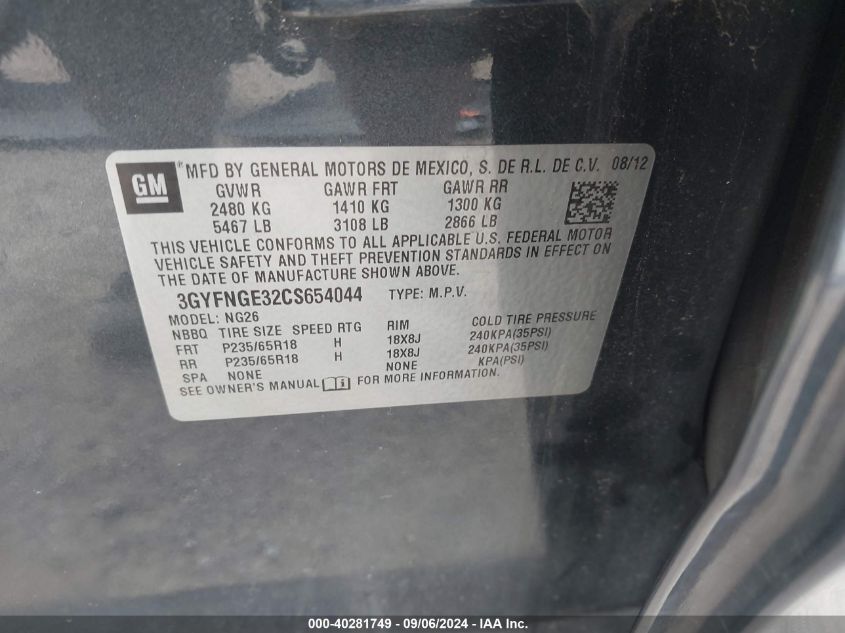 GM ® MFD BY GENERAL MOTORS DE MEXICO, S. DE R.L. DE C.V. 08/12
GVWR GAWR FRT GAWR RR
2480 KG 1410 KG 1300 KG
5467 LB 3108 LB 2866 LB
THIS VEHICLE CONFORMS TO ALL APPLICABLE U.S. FEDERAL MOTOR
VEHICLE SAFETY AND THEFT PREVENTION STANDARDS IN EFFECT ON
THE DATE OF MANUFACTURE SHOWN ABOVE.
3GYFNGE32CS654044 TYPE: M.P.V.
MODEL: NG26
NBBQ TIRE SIZE SPEED RTG RIM COLD TIRE PRESSURE
FRT P235/65R18 H 18X8J 240KPA(35PSI)
RR P235/65R18 H 18X8J 240KPA(35PSI)
SPA NONE NONE KPA(PSI)
SEE OWNER'S MANUAL i FOR MORE INFORMATION.
000-40281749 - 09/06/2024 - IAA Inc.